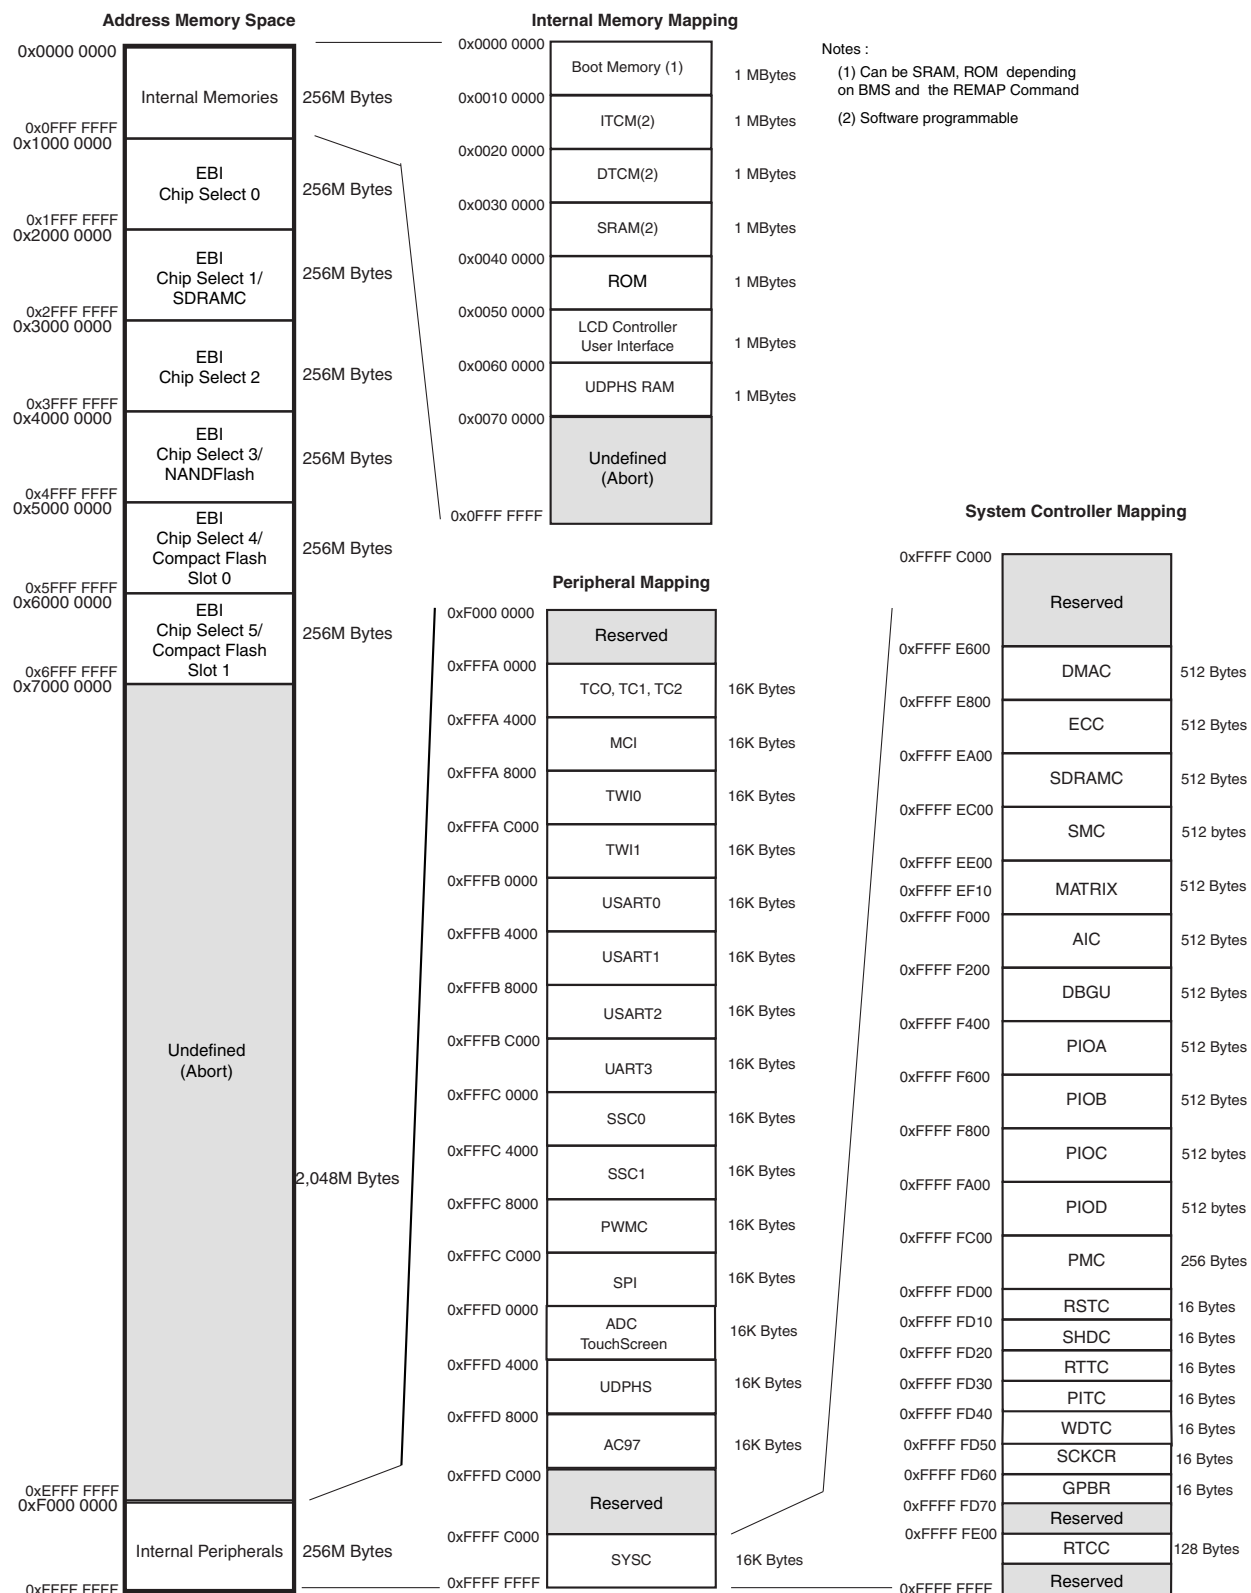 Address Memory Space
0x0000 0000
Internal Memories
256M Bytes
0x0FFF FFFF
0x1000 0000
EBI
Chip Select 0
256M Bytes
0x1FFF FFFF
0x2000 0000
EBI
Chip Select 1/
SDRAMC
256M Bytes
0x2FFF FFFF
0x3000 0000
EBI
Chip Select 2
256M Bytes
0x3FFF FFFF
0x4000 0000
EBI
Chip Select 3/
NANDFlash
256M Bytes
0x4FFF FFFF
0x5000 0000
EBI
Chip Select 4/
Compact Flash
Slot 0
256M Bytes
0x5FFF FFFF
0x6000 0000
EBI
Chip Select 5/
Compact Flash
Slot 1
256M Bytes
0x6FFF FFFF
0x7000 0000
Undefined
(Abort)
2,048M Bytes
0xEFFF FFFF
0xF000 0000
Internal Peripherals
256M Bytes
0xFFFF FFFF
Internal Memory Mapping
0x0000 0000
Boot Memory (1)
1 MBytes
0x0010 0000
ITCM(2)
1 MBytes
0x0020 0000
DTCM(2)
1 MBytes
0x0030 0000
SRAM(2)
1 MBytes
0x0040 0000
ROM
1 MBytes
0x0050 0000
LCD Controller
User Interface
1 MBytes
0x0060 0000
UDPHS RAM
1 MBytes
0x0070 0000
Undefined
(Abort)
0x0FFF FFFF
Notes :
(1) Can be SRAM, ROM depending
on BMS and the REMAP Command
(2) Software programmable
Peripheral Mapping
0xF000 0000
Reserved
0xFFFA 0000
TCO, TC1, TC2
16K Bytes
0xFFFA 4000
MCI
16K Bytes
0xFFFA 8000
TWI0
16K Bytes
0xFFFA C000
TWI1
16K Bytes
0xFFFB 0000
USART0
16K Bytes
0xFFFB 4000
USART1
16K Bytes
0xFFFB 8000
USART2
16K Bytes
0xFFFB C000
UART3
16K Bytes
0xFFFC 0000
SSC0
16K Bytes
0xFFFC 4000
SSC1
16K Bytes
0xFFFC 8000
PWMC
16K Bytes
0xFFFC C000
SPI
16K Bytes
0xFFFD 0000
ADC
TouchScreen
16K Bytes
0xFFFD 4000
UDPHS
16K Bytes
0xFFFD 8000
AC97
16K Bytes
0xFFFD C000
Reserved
0xFFFF C000
SYSC
16K Bytes
0xFFFF FFFF
System Controller Mapping
0xFFFF C000
Reserved
0xFFFF E600
DMAC
512 Bytes
0xFFFF E800
ECC
512 Bytes
0xFFFF EA00
SDRAMC
512 Bytes
0xFFFF EC00
SMC
512 bytes
0xFFFF EE00
0xFFFF EF10
MATRIX
512 Bytes
0xFFFF F000
AIC
512 Bytes
0xFFFF F200
DBGU
512 Bytes
0xFFFF F400
PIOA
512 Bytes
0xFFFF F600
PIOB
512 Bytes
0xFFFF F800
PIOC
512 bytes
0xFFFF FA00
PIOD
512 bytes
0xFFFF FC00
PMC
256 Bytes
0xFFFF FD00
RSTC
16 Bytes
0xFFFF FD10
SHDC
16 Bytes
0xFFFF FD20
RTTC
16 Bytes
0xFFFF FD30
PITC
16 Bytes
0xFFFF FD40
WDTC
16 Bytes
0xFFFF FD50
SCKCR
16 Bytes
0xFFFF FD60
GPBR
16 Bytes
0xFFFF FD70
Reserved
0xFFFF FE00
RTCC
128 Bytes
Reserved
0xFFFF FFFF